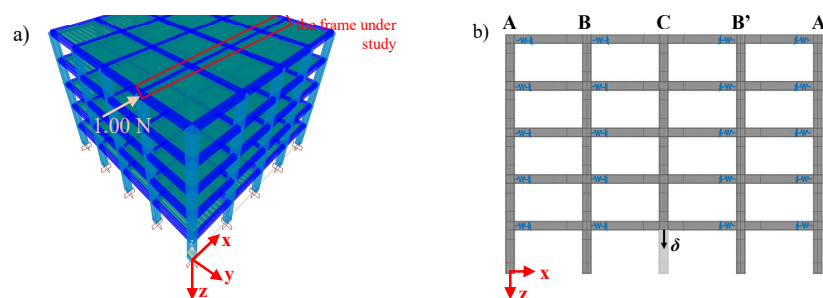 a)
the frame under
study
1.00 N
x
y
z
b)
A B C B’ A
δ
x
z